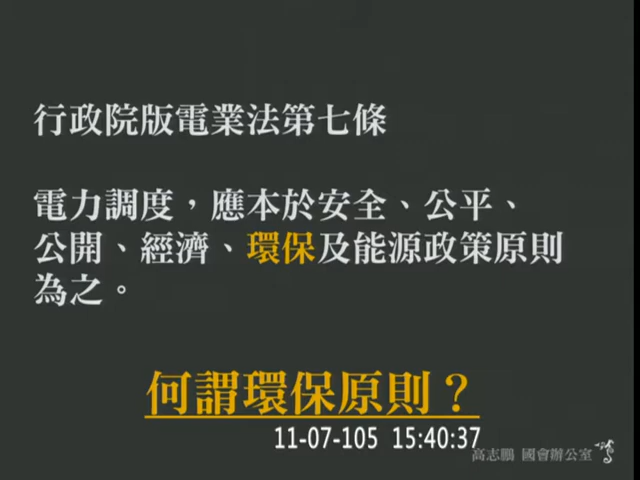 行政院版電業法第七條
電力調度，應本於安全、公平、
公開、經濟、環保及能源政策原則
為之。
何謂環保原則？
11-07-105 15:40:37
高志鵬 國會辦公室